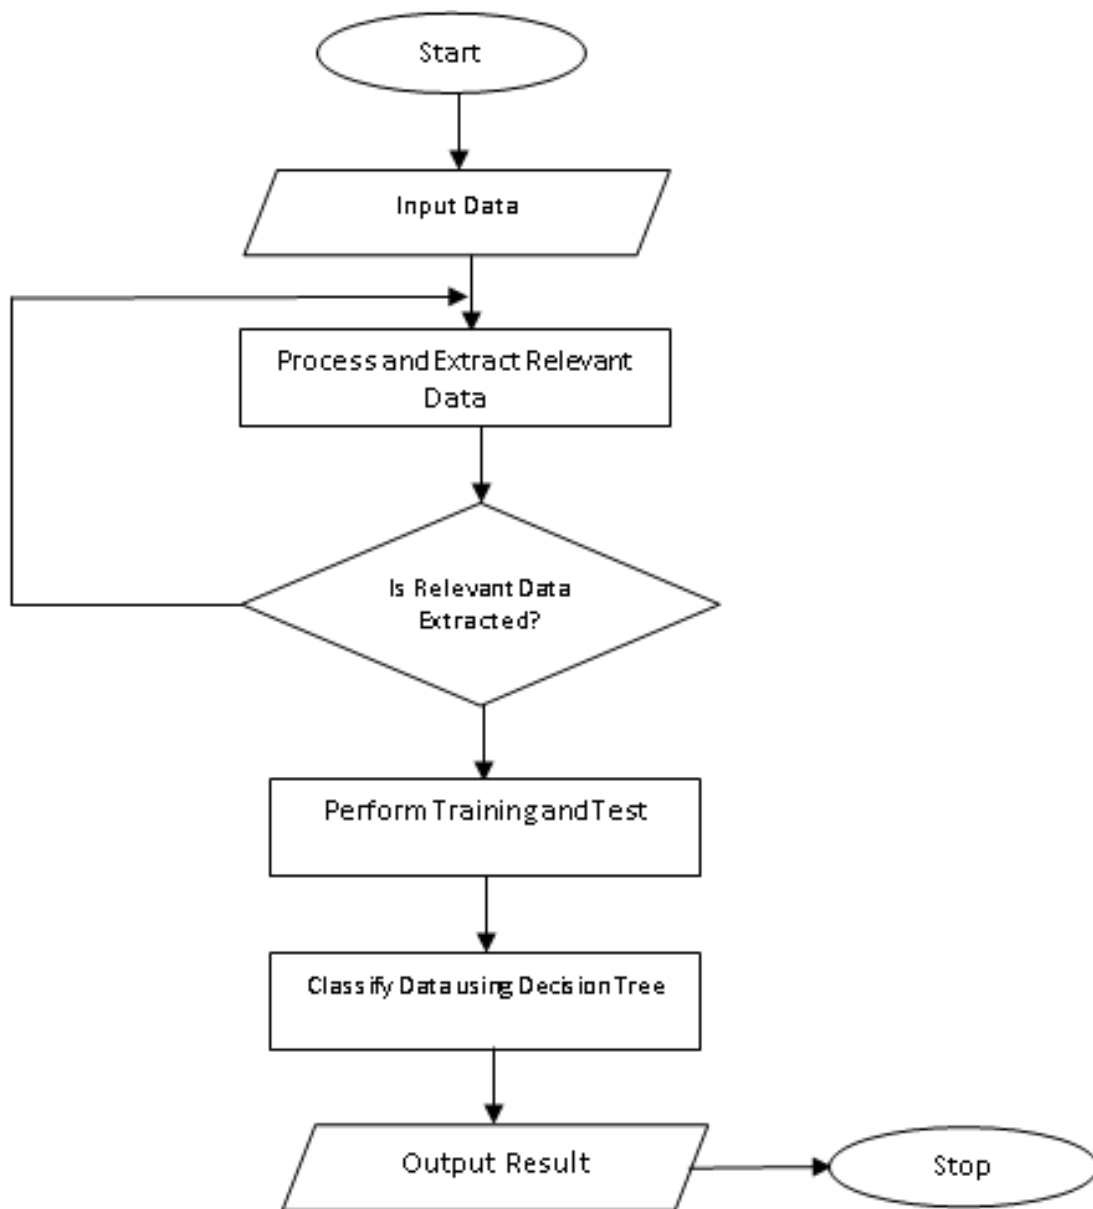 Start
Input Data
Process and Extract Relevant
Data
Is Relevant Data
Extracted?
Perform Training and Test
Classify Data using Decision Tree
Output Result
Stop